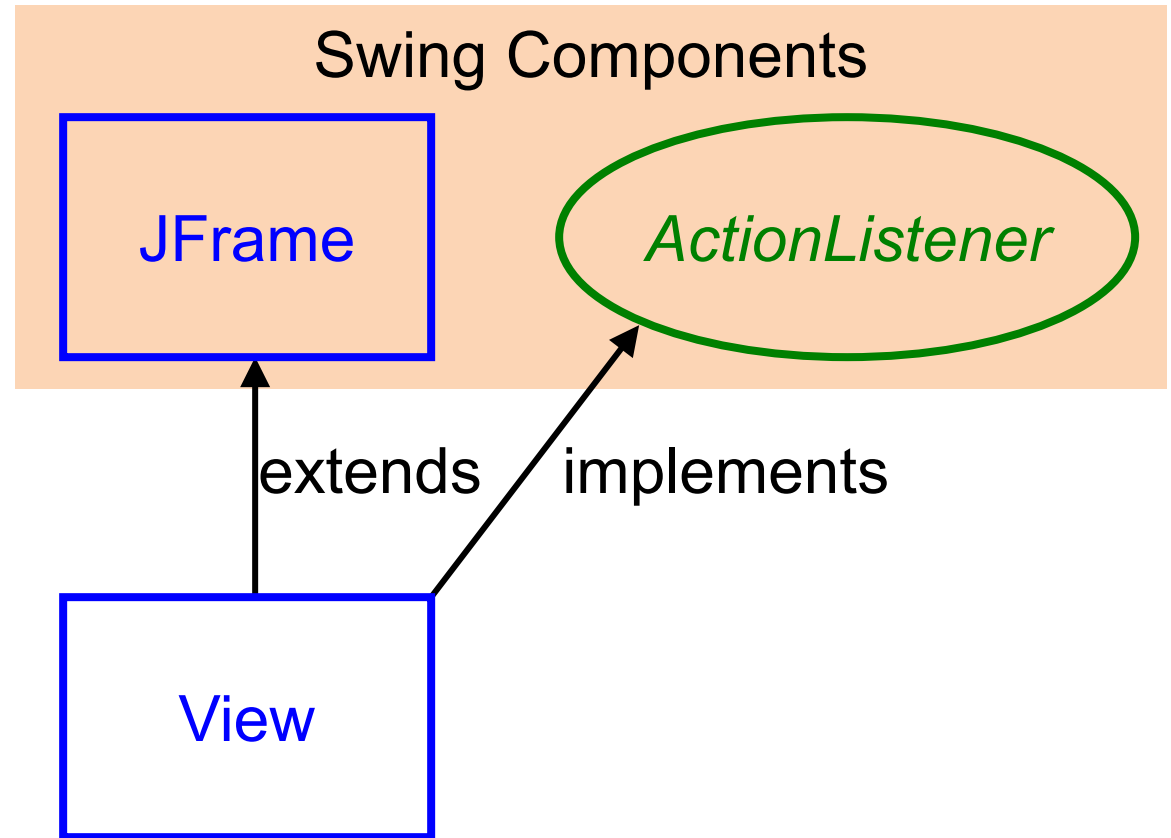 Swing Components
JFrame
ActionListener
extends
implements
View